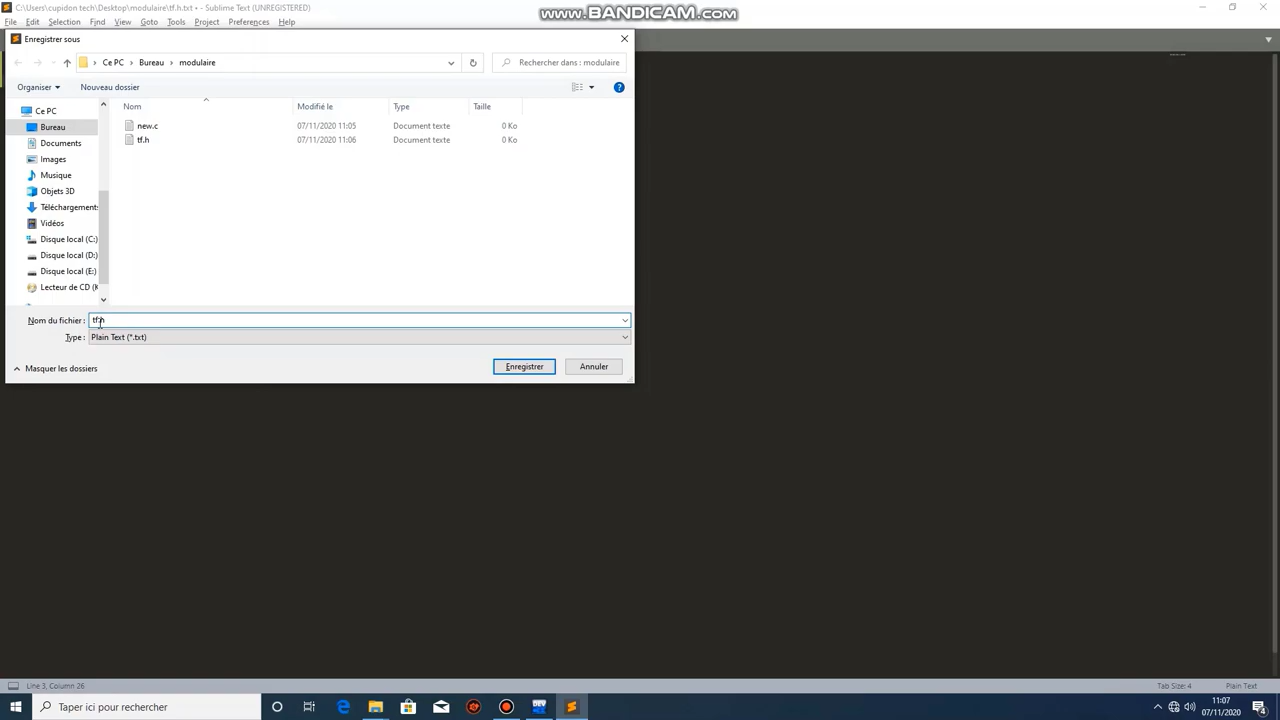 C:\Users\cupidon tech\Desktop\modulaire\tf.h.txt • - Sublime Text (UNREGISTERED)
WWW.BANDICAM.COM
File Edit Selection Find View Goto Tools Project Preferences Help
Enregistrer sous
Ce PC > Bureau > modulaire
Rechercher dans : modulaire
Organiser Nouveau dossier
Nom Modifié le Type Taille
new.c 07/11/2020 11:05 Document texte 0 Ko
tf.h 07/11/2020 11:06 Document texte 0 Ko
Ce PC
Bureau
Documents
Images
Musique
Objets 3D
Téléchargements
Vidéos
Disque local (C:)
Disque local (D:)
Disque local (E:)
Lecteur de CD (K
Nom du fichier : tf.h
Type : Plain Text (*.txt)
Masquer les dossiers
Enregistrer Annuler
Line 3, Column 26
Tab Size: 4 Plain Text
Taper ici pour rechercher
DEV
11:07
07/11/2020
4